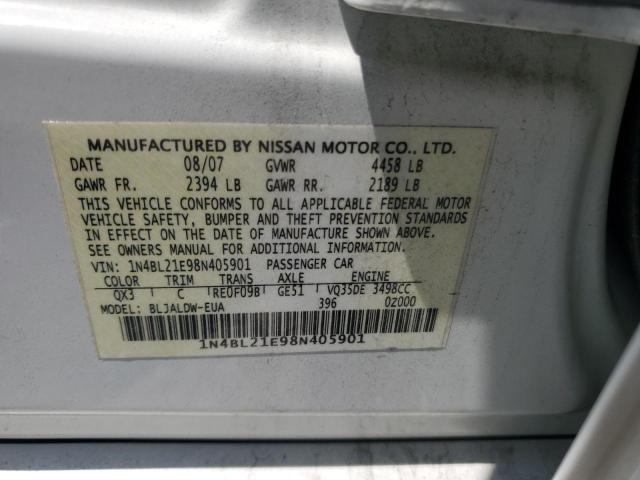 MANUFACTURED BY NISSAN MOTOR CO., LTD.
DATE 08/07 GVWR 4458 LB
GAWR FR. 2394 LB GAWR RR. 2189 LB
THIS VEHICLE CONFORMS TO ALL APPLICABLE FEDERAL MOTOR
VEHICLE SAFETY, BUMPER AND THEFT PREVENTION STANDARDS
IN EFFECT ON THE DATE OF MANUFACTURE SHOWN ABOVE.
SEE OWNERS MANUAL FOR ADDITIONAL INFORMATION.
VIN: 1N4BL21E98N405901 PASSENGER CAR
COLOR TRIM TRANS AXLE ENGINE
QX3 C RE0F09B GE51 VQ35DE 3498CC
MODEL: BLJALDW-EUA 396 0Z000
1N4BL21E98N405901